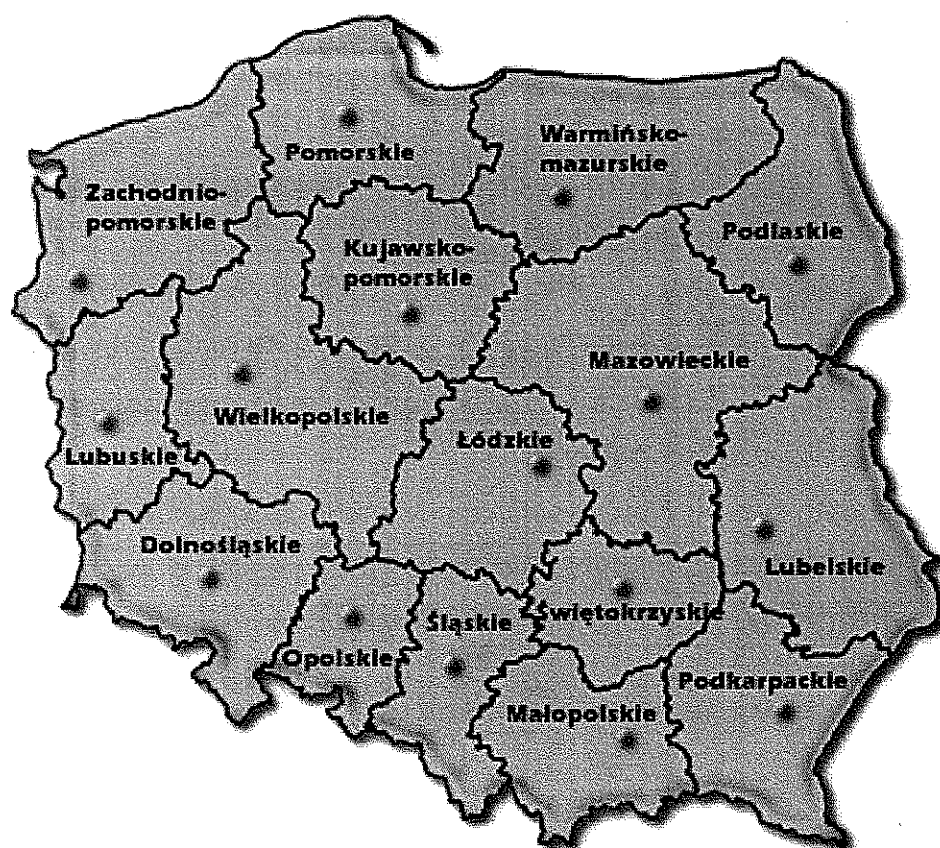 Pomorskie
Warmińsko-
mazurskie
Zachodnio-
pomorskie
Podlaskie
Kujawsko-
pomorskie
Mazowieckie
Wielkopolskie
Łódzkie
Lubuskie
Dolnośląskie
Lubelskie
Świętokrzyskie
Śląskie
Opolskie
Podkarpackie
Małopolskie